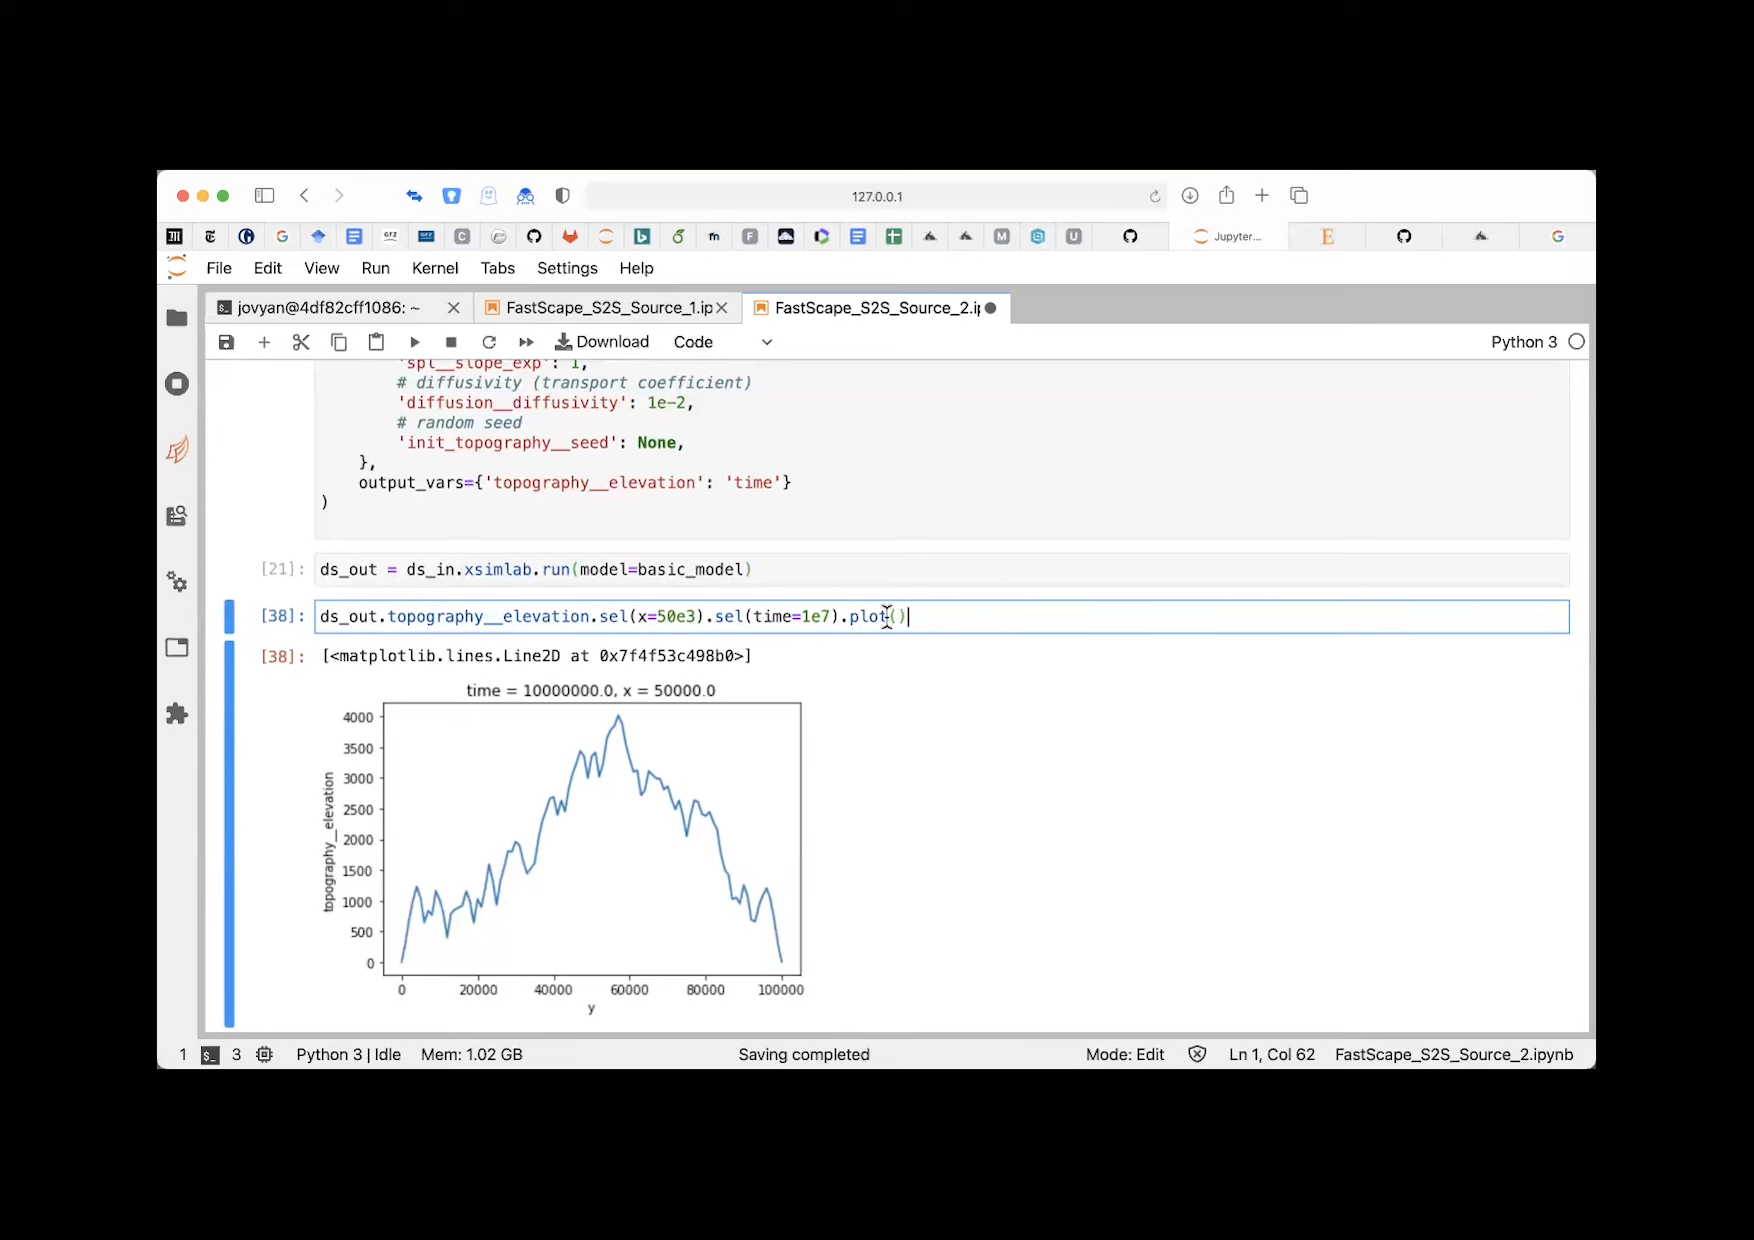 127.0.0.1
Jupyter...
File Edit View Run Kernel Tabs Settings Help
jovyan@4df82cff1086: ~
FastScape_S2S_Source_1.ip
FastScape_S2S_Source_2.ip
Download
Code
Python 3
'spl__slope_exp': 1,
# diffusivity (transport coefficient)
'diffusion__diffusivity': 1e-2,
# random seed
'init_topography__seed': None,
},
output_vars={'topography__elevation': 'time'}
)
[21]: ds_out = ds_in.xsimlab.run(model=basic_model)
[38]: ds_out.topography__elevation.sel(x=50e3).sel(time=1e7).plot()
[38]: [<matplotlib.lines.Line2D at 0x7f4f53c498b0>]
time = 10000000.0, x = 50000.0
topography__elevation
4000
3500
3000
2500
2000
1500
1000
500
0
0 20000 40000 60000 80000 100000
y
1 3 Python 3 | Idle Mem: 1.02 GB Saving completed Mode: Edit Ln 1, Col 62 FastScape_S2S_Source_2.ipynb